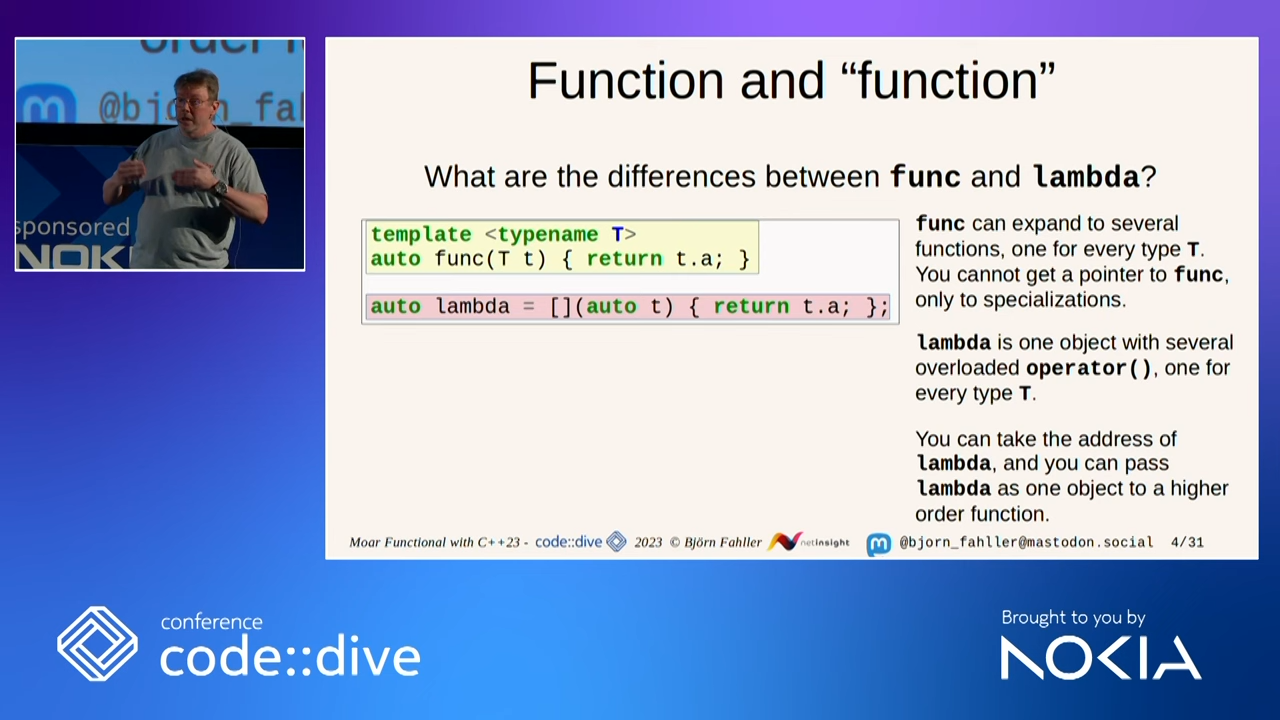 order f
@bjorn_fal
sponsored
NOK
Function and “function”
What are the differences between func and lambda?
template <typename T>
auto func(T t) { return t.a; }
auto lambda = [](auto t) { return t.a; };
func can expand to several
functions, one for every type T.
You cannot get a pointer to func,
only to specializations.
lambda is one object with several
overloaded operator(), one for
every type T.
You can take the address of
lambda, and you can pass
lambda as one object to a higher
order function.
Moar Functional with C++23 - code::dive 2023 © Björn Fahller netinsight @bjorn_fahller@mastodon.social 4/31
conference
code::dive
Brought to you by
NOKIA